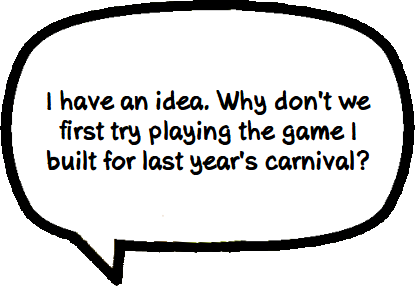 I have an idea. Why don't we
first try playing the game I
built for last year's carnival?